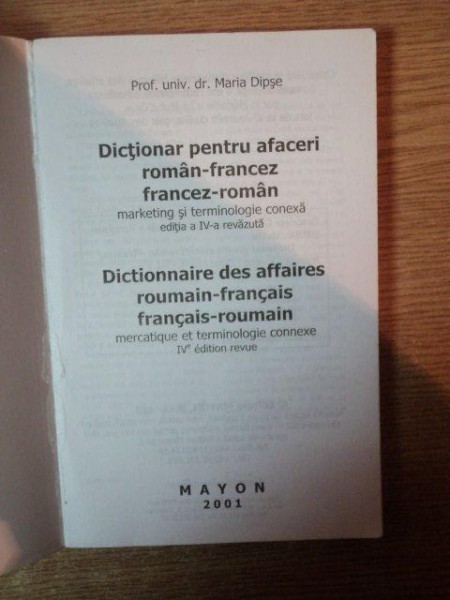 Prof. univ. dr. Maria Dipşe
Dicţionar pentru afaceri
român-francez
francez-român
marketing şi terminologie conexă
ediţia a IV-a revăzută
Dictionnaire des affaires
roumain-français
français-roumain
mercatique et terminologie connexe
IVᵉ édition revue
MAYON
2001